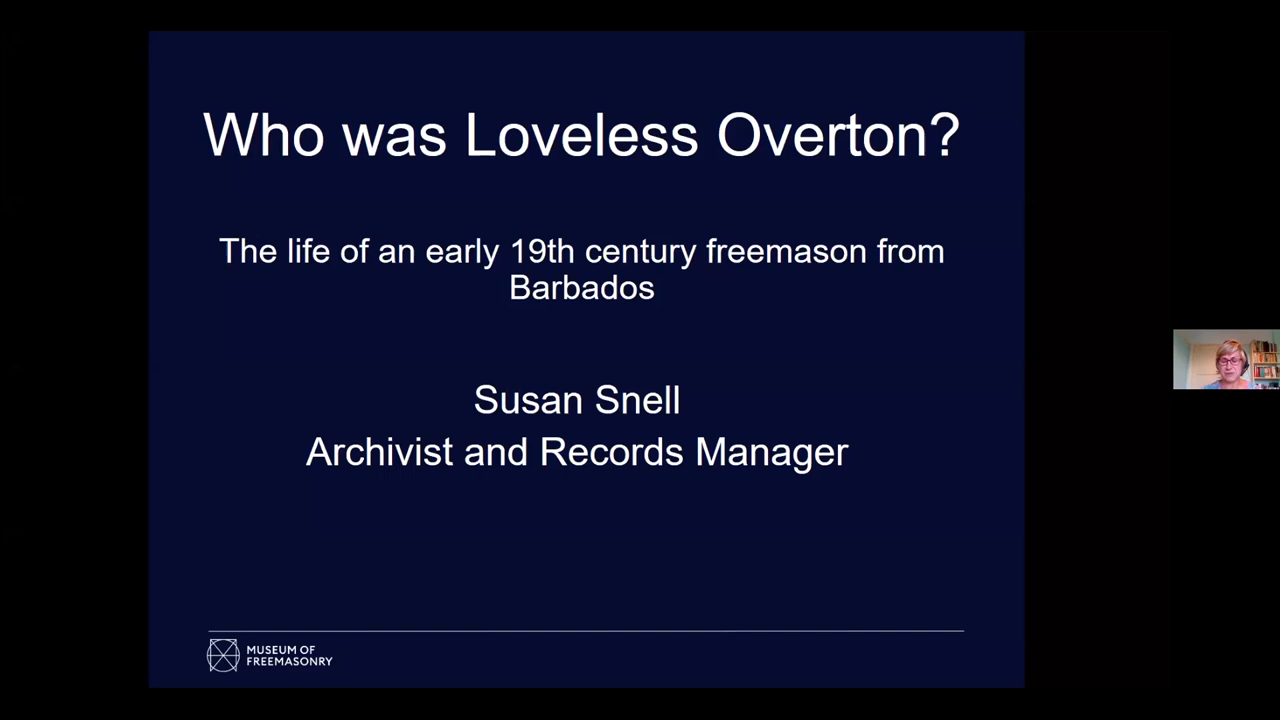 Who was Loveless Overton?
The life of an early 19th century freemason from
Barbados
Susan Snell
Archivist and Records Manager
MUSEUM OF
FREEMASONRY